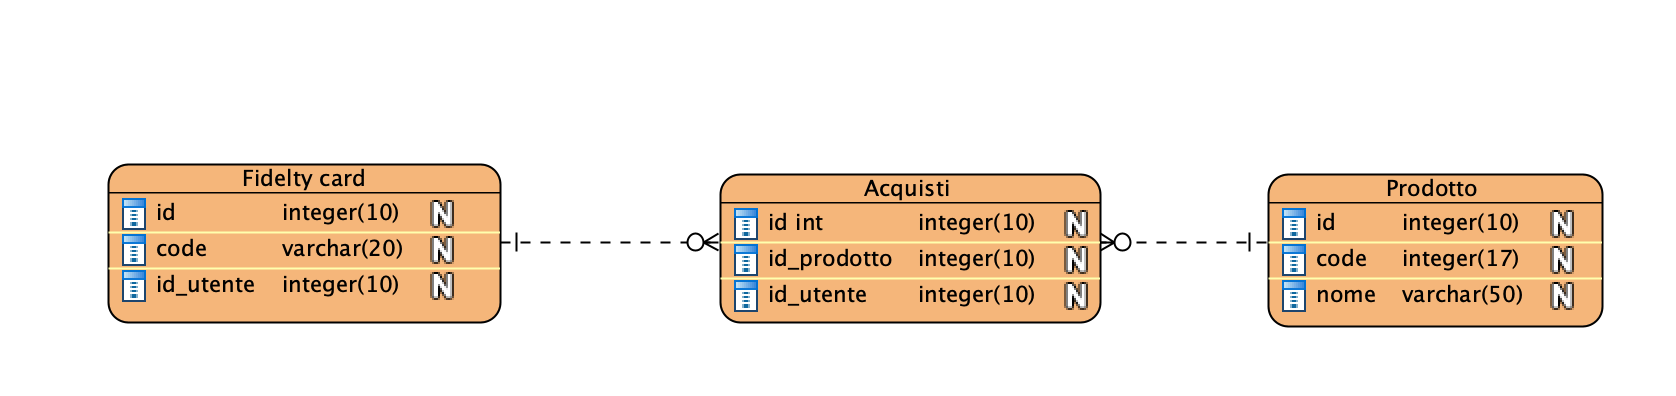 Fidelty card
id integer(10) N
code varchar(20) N
id_utente integer(10) N
Acquisti
id int integer(10) N
id_prodotto integer(10) N
id_utente integer(10) N
Prodotto
id integer(10) N
code integer(17) N
nome varchar(50) N